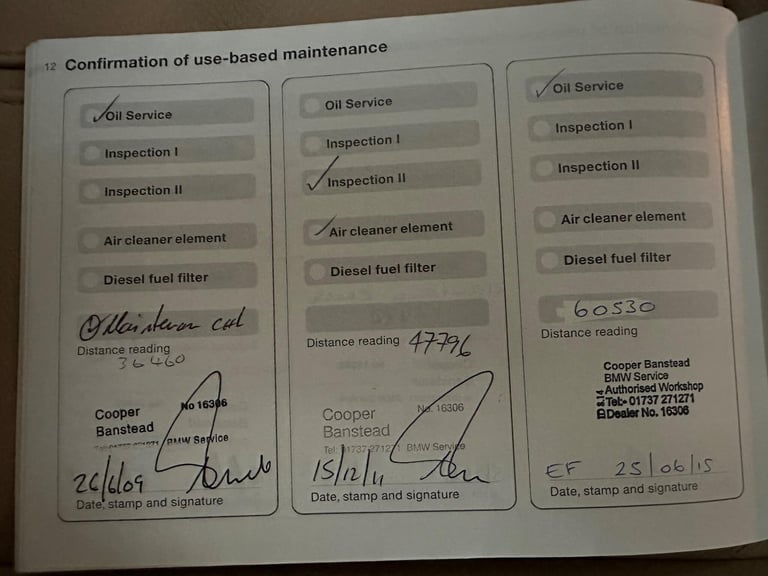 12 Confirmation of use-based maintenance
Oil Service
Inspection I
Inspection II
Air cleaner element
Diesel fuel filter
Distance reading
36460
Cooper No 16306
Banstead
BMW Service
26/6/09
Date, stamp and signature
Oil Service
Inspection I
Inspection II
Air cleaner element
Diesel fuel filter
Distance reading 47796
Cooper No. 16306
Banstead
Tel: 01737 271271 BMW Service
15/12/11
Date, stamp and signature
Oil Service
Inspection I
Inspection II
Air cleaner element
Diesel fuel filter
60530
Distance reading
Cooper Banstead
BMW Service
Authorised Workshop
Tel: 01737 271271
Dealer No. 16306
EF 25/06/15
Date, stamp and signature